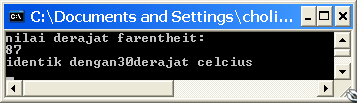 C:\Documents and Settings\choli...
nilai derajat farentheit:
87
identik dengan30derajat celcius